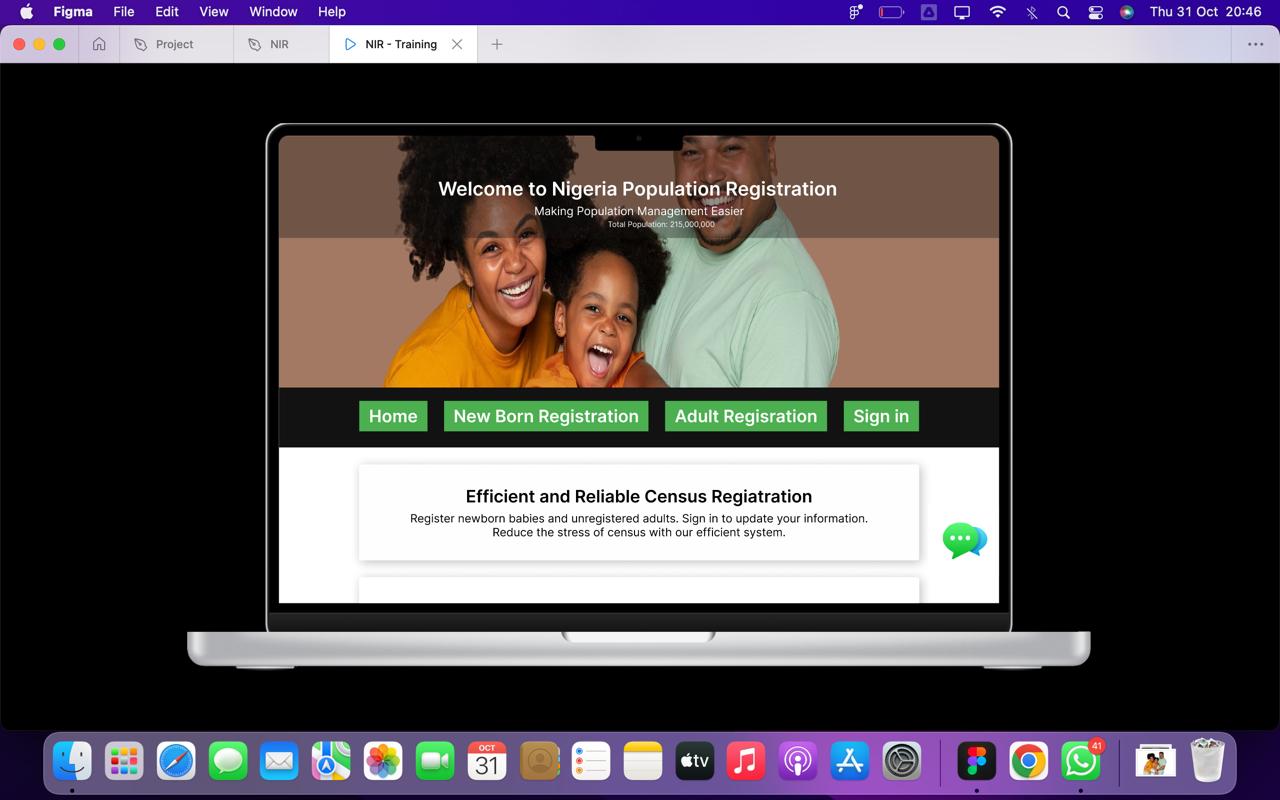 Figma File Edit View Window Help Thu 31 Oct 20:46
Project NIR NIR - Training
Welcome to Nigeria Population Registration
Making Population Management Easier
Total Population: 215,000,000
Home New Born Registration Adult Regisration Sign in
Efficient and Reliable Census Regiatration
Register newborn babies and unregistered adults. Sign in to update your information.
Reduce the stress of census with our efficient system.
OCT
31
tv
41